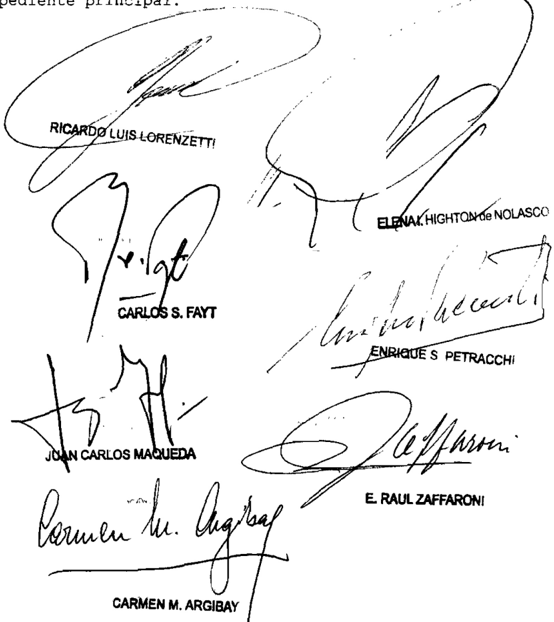 pediente principal.
RICARDO LUIS LORENZETTI
ELENA I. HIGHTON de NOLASCO
CARLOS S. FAYT
ENRIQUE S PETRACCHI
JUAN CARLOS MAQUEDA
Zaffaroni
E. RAUL ZAFFARONI
Carmen M. Argibay
CARMEN M. ARGIBAY